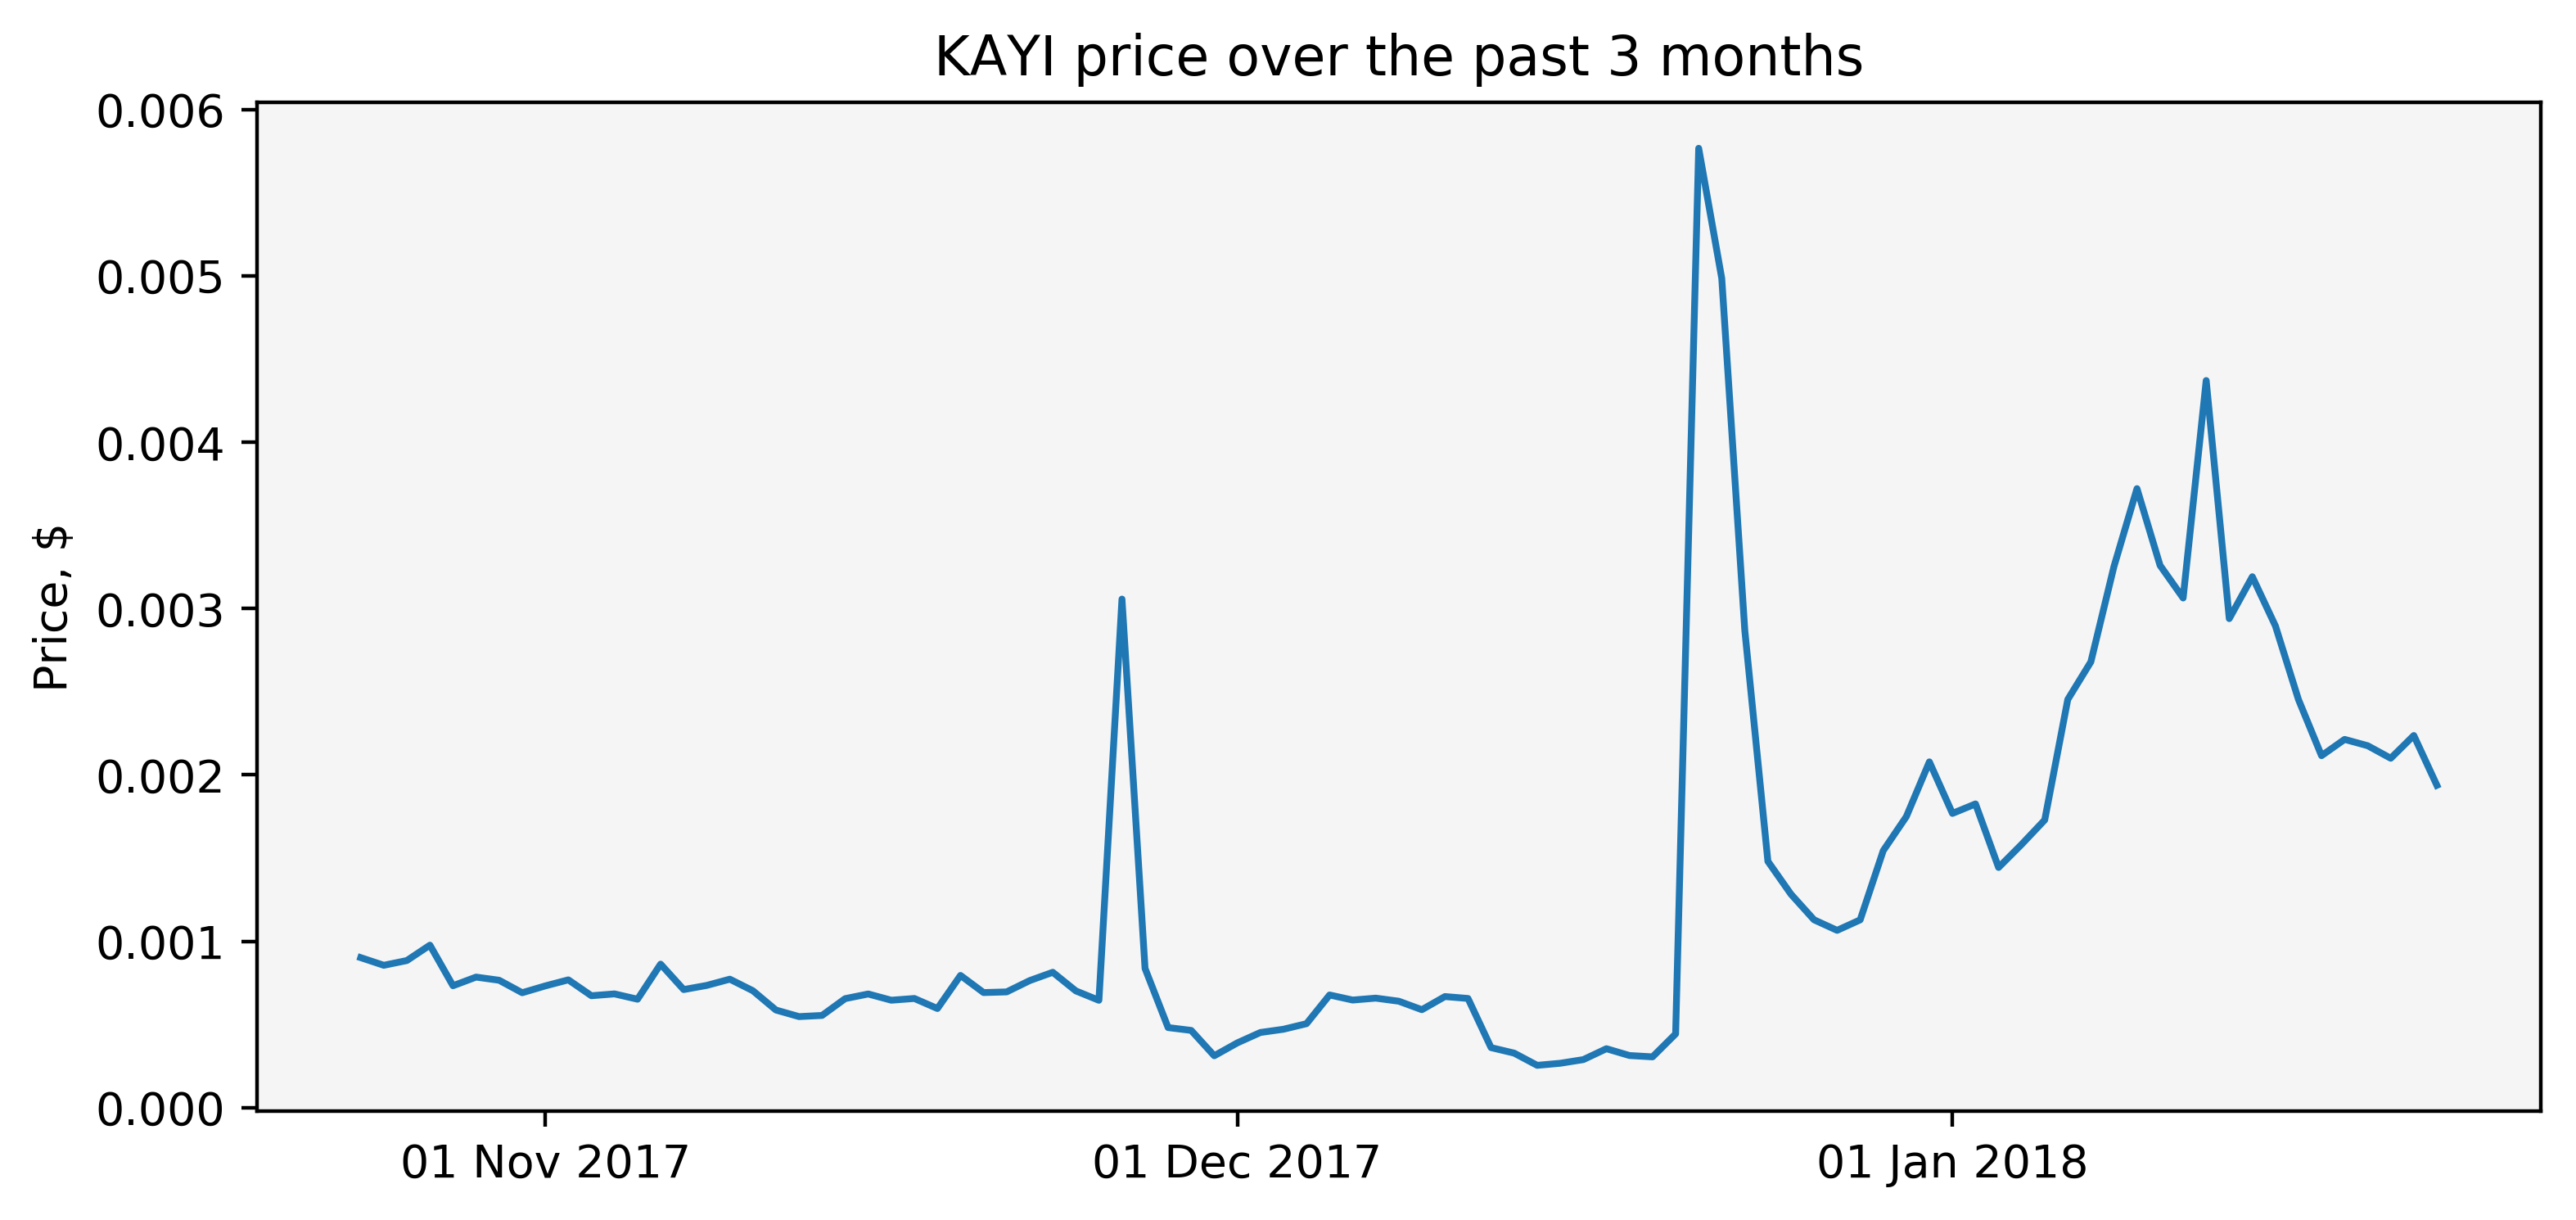 KAYI price over the past 3 months
0.006
0.005
0.004
0.003
0.002
0.001
0.000
Price, $
01 Nov 2017
01 Dec 2017
01 Jan 2018